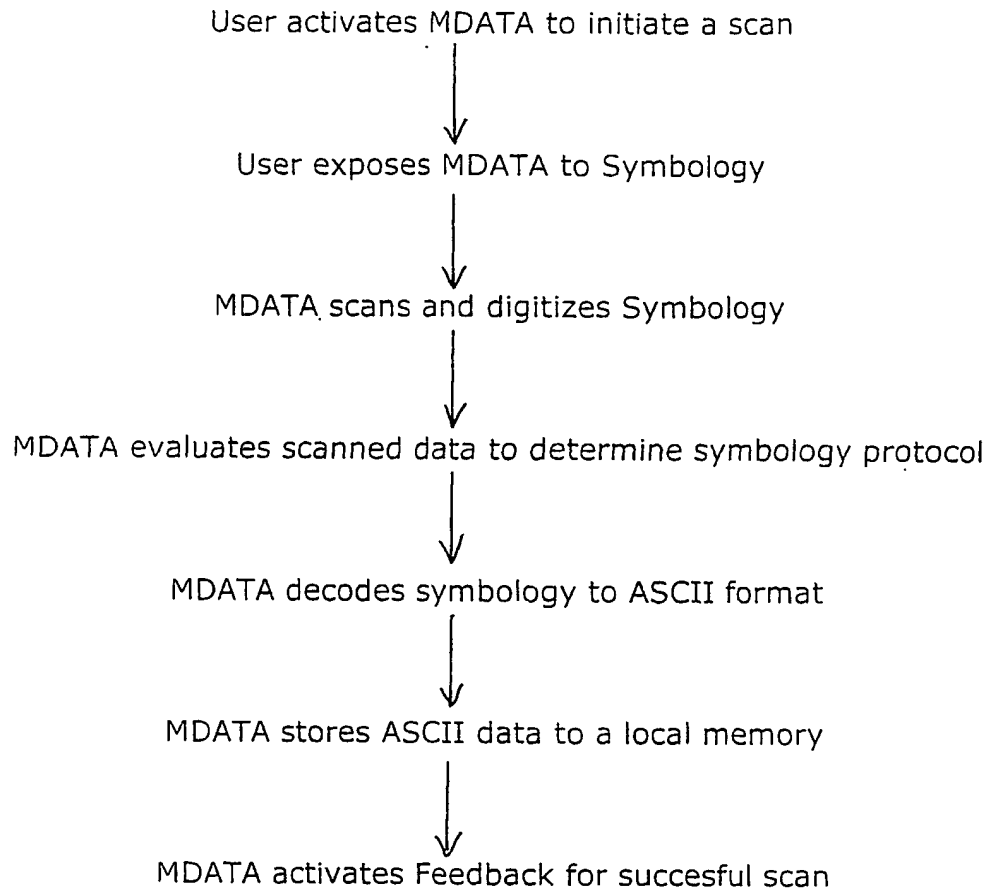 User activates MDATA to initiate a scan
User exposes MDATA to Symbology
MDATA scans and digitizes Symbology
MDATA evaluates scanned data to determine symbology protocol
MDATA decodes symbology to ASCII format
MDATA stores ASCII data to a local memory
MDATA activates Feedback for succesful scan